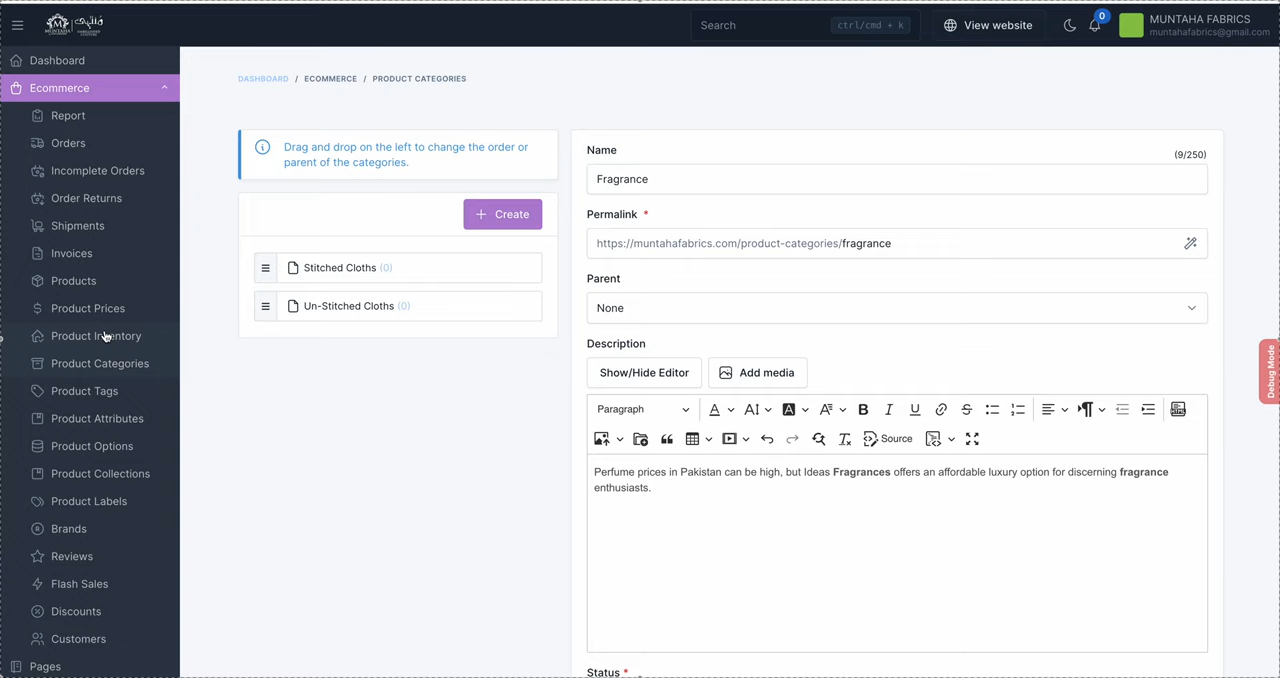 MUNTAHA
Search
ctrl/cmd + k
View website
0
MUNTAHA FABRICS
muntahafabrics@gmail.com
Dashboard
Ecommerce
Report
Orders
Incomplete Orders
Order Returns
Shipments
Invoices
Products
Product Prices
Product Inventory
Product Categories
Product Tags
Product Attributes
Product Options
Product Collections
Product Labels
Brands
Reviews
Flash Sales
Discounts
Customers
Pages
DASHBOARD / ECOMMERCE / PRODUCT CATEGORIES
Drag and drop on the left to change the order or
parent of the categories.
Create
Stitched Cloths (0)
Un-Stitched Cloths (0)
Name
(9/250)
Fragrance
Permalink *
https://muntahafabrics.com/product-categories/fragrance
Parent
None
Description
Show/Hide Editor
Add media
Paragraph
Source
Perfume prices in Pakistan can be high, but Ideas Fragrances offers an affordable luxury option for discerning fragrance
enthusiasts.
Status *
Debug Mode